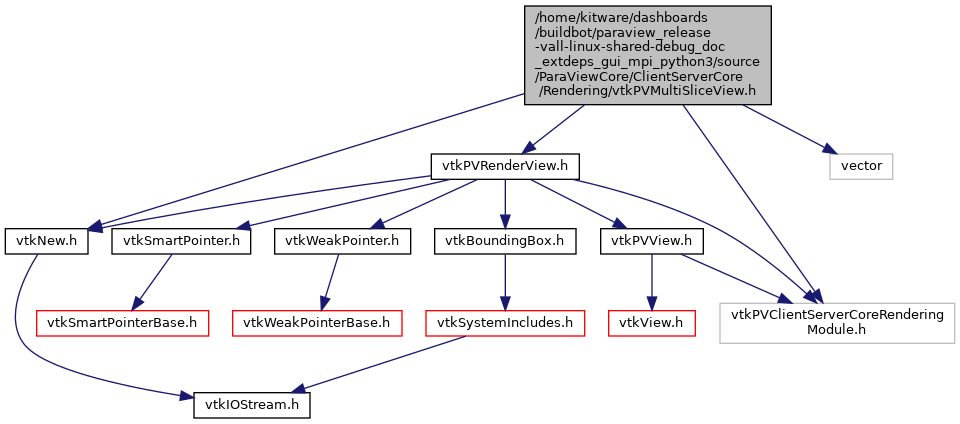 /home/kitware/dashboards
/buildbot/paraview_release
-vall-linux-shared-debug_doc
_extdeps_gui_mpi_python3/source
/ParaViewCore/ClientServerCore
/Rendering/vtkPVMultiSliceView.h
vtkPVRenderView.h
vector
vtkNew.h
vtkSmartPointer.h
vtkWeakPointer.h
vtkBoundingBox.h
vtkPVView.h
vtkSmartPointerBase.h
vtkWeakPointerBase.h
vtkSystemIncludes.h
vtkView.h
vtkPVClientServerCoreRendering
Module.h
vtkIOStream.h